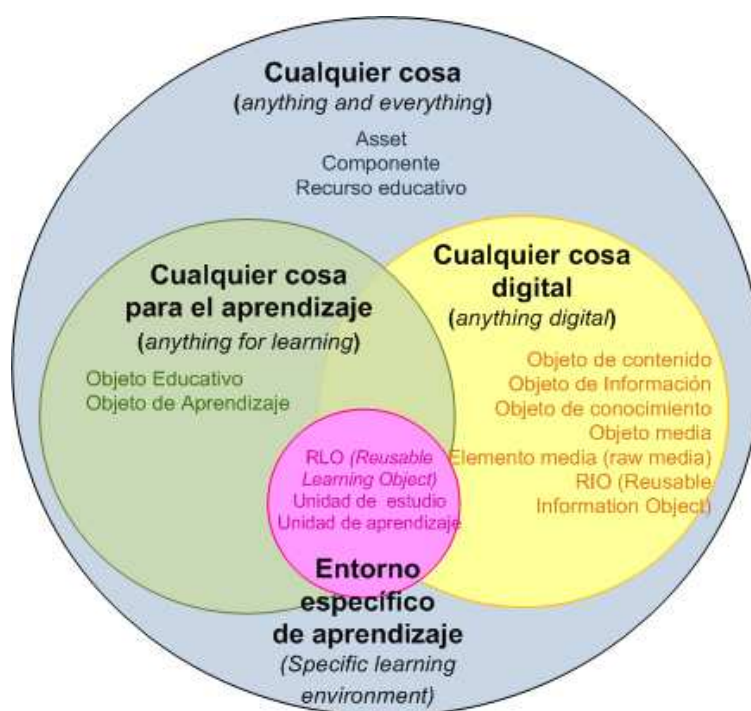 Cualquier cosa
(anything and everything)
Asset
Componente
Recurso educativo
Cualquier cosa
para el aprendizaje
(anything for learning)
Objeto Educativo
Objeto de Aprendizaje
Cualquier cosa
digital
(anything digital)
Objeto de contenido
Objeto de Información
Objeto de conocimiento
Objeto media
Elemento media (raw media)
RIO (Reusable
Information Object)
RLO (Reusable
Learning Object)
Unidad de estudio
Unidad de aprendizaje
Entorno
específico
de aprendizaje
(Specific learning
environment)